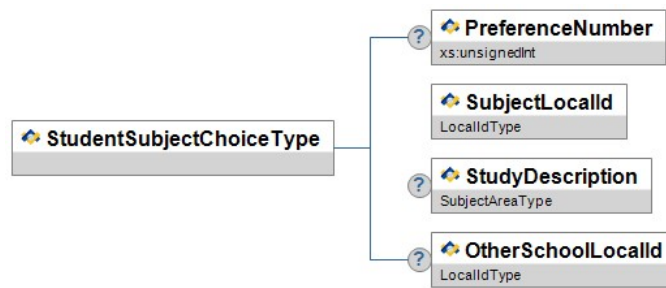 StudentSubjectChoiceType
?
PreferenceNumber
xs:unsignedInt
SubjectLocalId
LocalIdType
?
StudyDescription
SubjectAreaType
?
OtherSchoolLocalId
LocalIdType